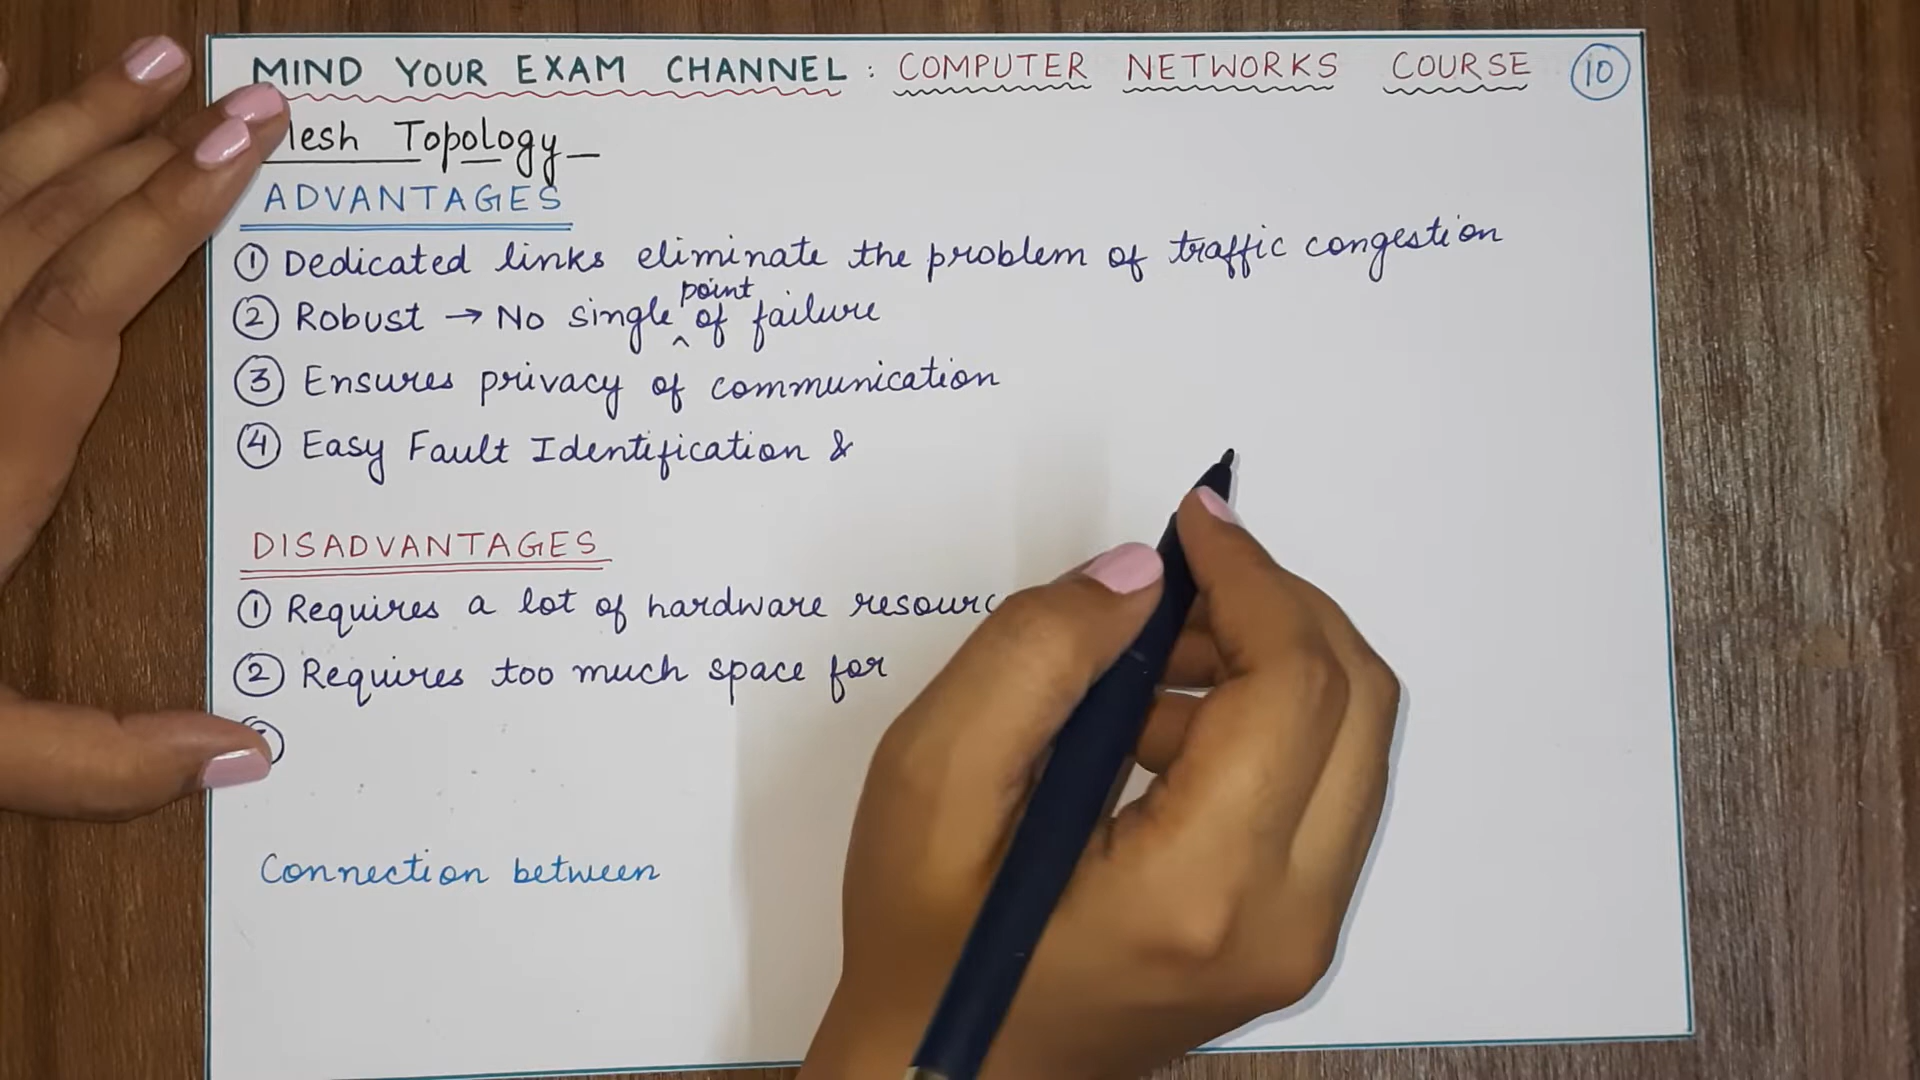 MIND YOUR EXAM CHANNEL : COMPUTER NETWORKS COURSE 10
Topology
ADVANTAGES
① Dedicated links eliminate the problem of traffic congestion
② Robust → No single point of failure
③ Ensures privacy of communication
④ Easy Fault Identification &
DISADVANTAGES
① Requires a lot of hardware
② Requires too much space for
Connection between